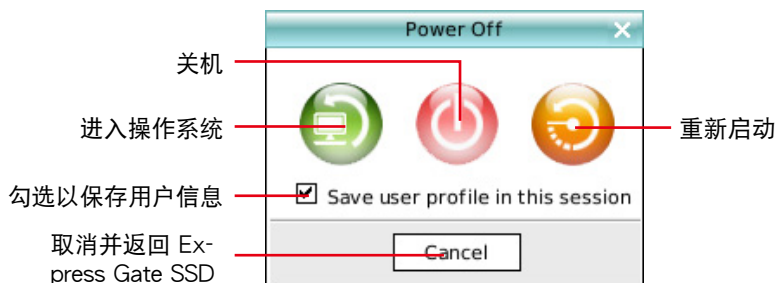 Power Off
关机
进入操作系统
重新启动
勾选以保存用户信息
Save user profile in this session
取消并返回 Ex-
press Gate SSD
Cancel